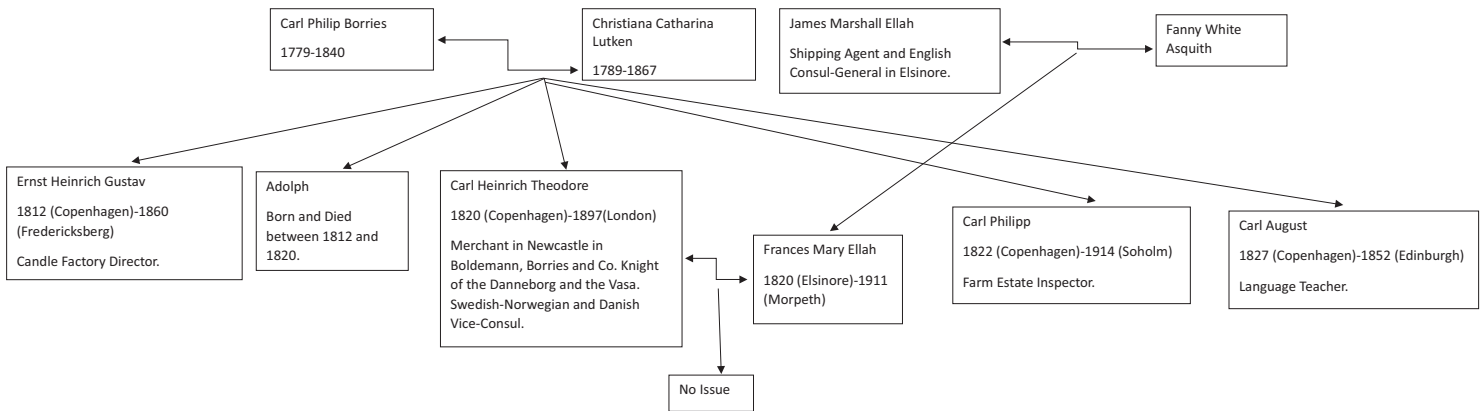 Carl Philip Borries
1779-1840
Christiana Catharina
Lutken
1789-1867
James Marshall Ellah
Shipping Agent and English
Consul-General in Elsinore.
Fanny White
Asquith
Ernst Heinrich Gustav
1812 (Copenhagen)-1860
(Fredericksberg)
Candle Factory Director.
Adolph
Born and Died
between 1812 and
1820.
Carl Heinrich Theodore
1820 (Copenhagen)-1897(London)
Merchant in Newcastle in
Boldemann, Borries and Co. Knight
of the Danneborg and the Vasa.
Swedish-Norwegian and Danish
Vice-Consul.
Frances Mary Ellah
1820 (Elsinore)-1911
(Morpeth)
Carl Philipp
1822 (Copenhagen)-1914 (Soholm)
Farm Estate Inspector.
Carl August
1827 (Copenhagen)-1852 (Edinburgh)
Language Teacher.
No Issue